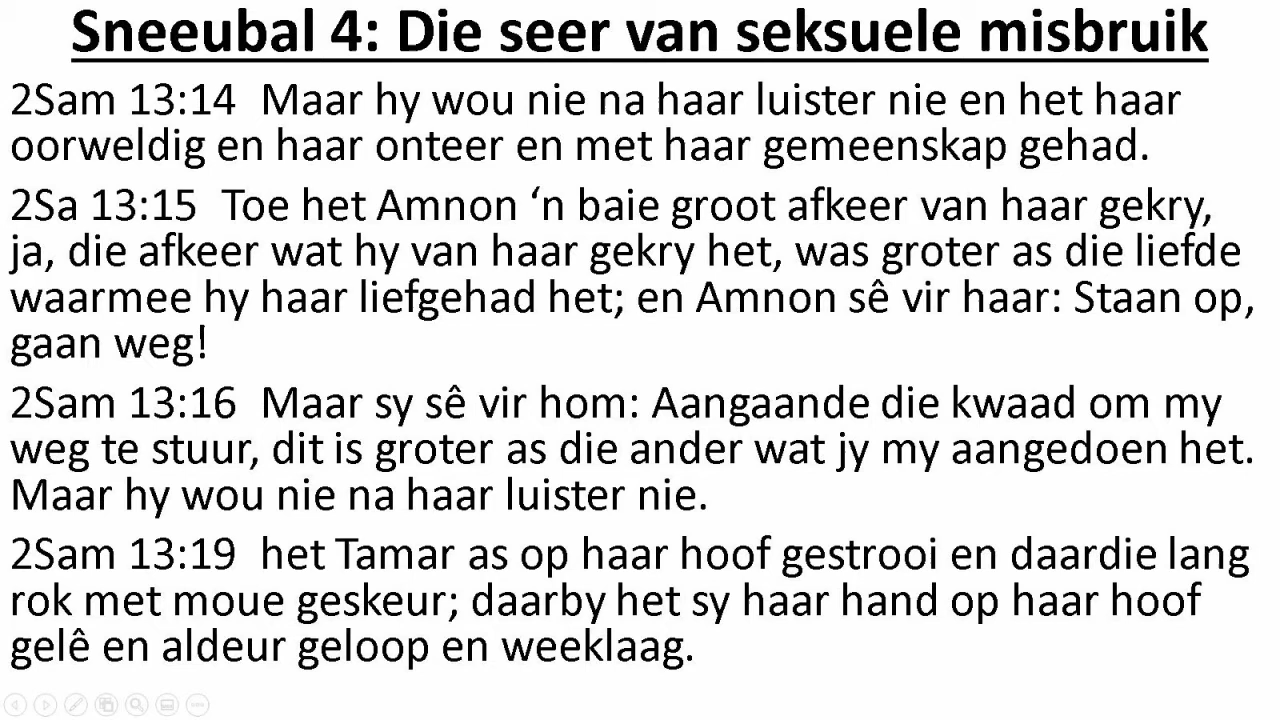 Sneeubal 4: Die seer van seksuele misbruik
2Sam 13:14  Maar hy wou nie na haar luister nie en het haar
oorweldig en haar onteer en met haar gemeenskap gehad.
2Sa 13:15  Toe het Amnon ‘n baie groot afkeer van haar gekry,
ja, die afkeer wat hy van haar gekry het, was groter as die liefde
waarmee hy haar liefgehad het; en Amnon sê vir haar: Staan op,
gaan weg!
2Sam 13:16  Maar sy sê vir hom: Aangaande die kwaad om my
weg te stuur, dit is groter as die ander wat jy my aangedoen het.
Maar hy wou nie na haar luister nie.
2Sam 13:19  het Tamar as op haar hoof gestrooi en daardie lang
rok met moue geskeur; daarby het sy haar hand op haar hoof
gelê en aldeur geloop en weeklaag.